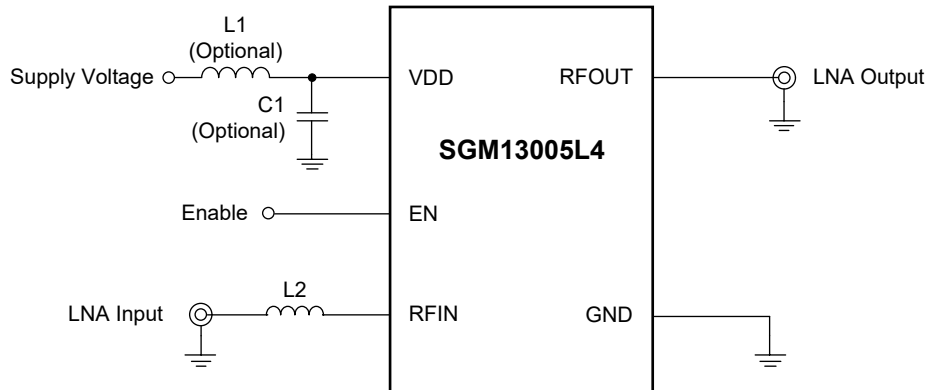 L1
(Optional)
Supply Voltage
VDD
RFOUT
LNA Output
C1
(Optional)
SGM13005L4
Enable
EN
L2
LNA Input
RFIN
GND